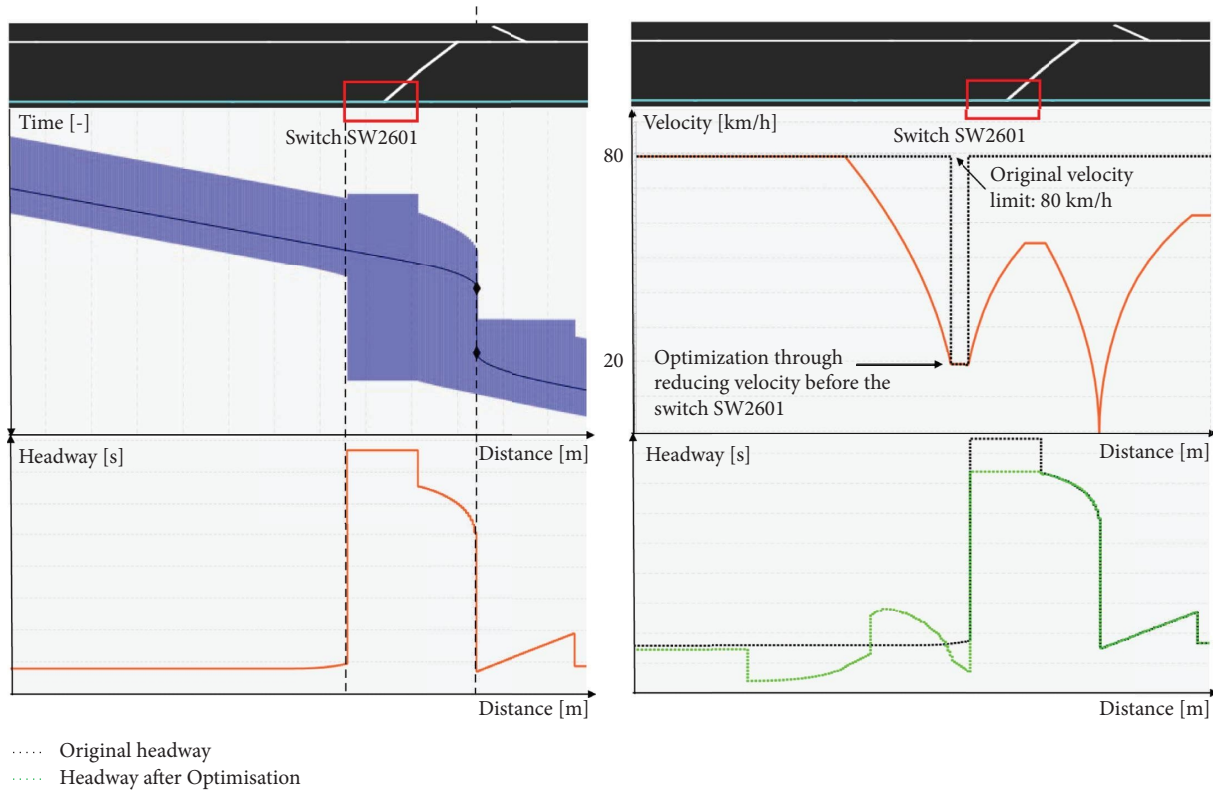 Switch SW2601
Time [-]
Distance [m]
Headway [s]
Distance [m]
Switch SW2601
Velocity [km/h]
80
Original velocity
limit: 80 km/h
20
Optimization through
reducing velocity before the
switch SW2601
Distance [m]
Headway [s]
Distance [m]
Original headway
Headway after Optimisation